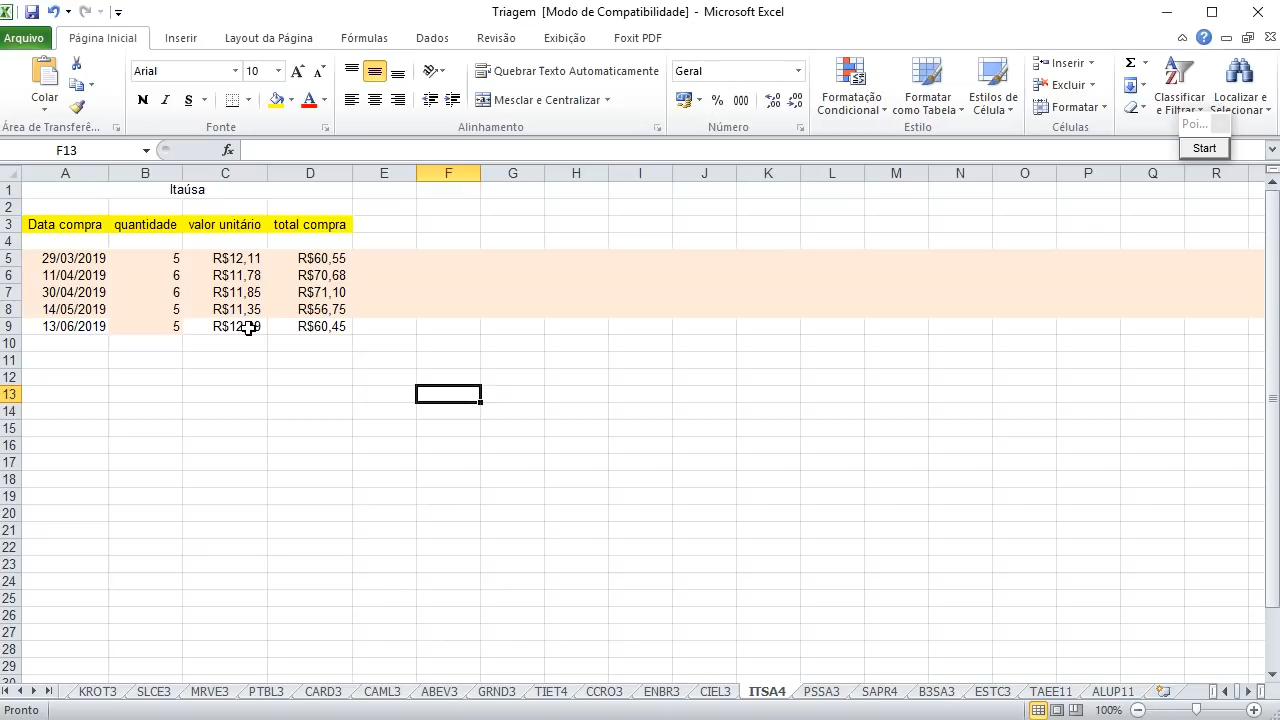 Triagem [Modo de Compatibilidade] - Microsoft Excel
Arquivo Página Inicial Inserir Layout da Página Fórmulas Dados Revisão Exibição Foxit PDF
Colar
Arial 10
N I S
Quebrar Texto Automaticamente
Mesclar e Centralizar
Geral
% 000
Formatação Condicional
Formatar como Tabela
Estilos de Célula
Inserir
Excluir
Formatar
Σ
Classificar e Filtrar
Localizar e Selecionar
Área de Transferê... Fonte Alinhamento Número Estilo Células
Poi...
Start
F13 fx
A B C D E F G H I J K L M N O P Q R
1 Itaúsa
2
3 Data compra quantidade valor unitário total compra
4
5 29/03/2019 5 R$12,11 R$60,55
6 11/04/2019 6 R$11,78 R$70,68
7 30/04/2019 6 R$11,85 R$71,10
8 14/05/2019 5 R$11,35 R$56,75
9 13/06/2019 5 R$60,45
10
11
12
13
14
15
16
17
18
19
20
21
22
23
24
25
26
27
28
29
KROT3 SLCE3 MRVE3 PTBL3 CARD3 CAML3 ABEV3 GRND3 TIET4 CCRO3 ENBR3 CIEL3 ITSA4 PSSA3 SAPR4 B3SA3 ESTC3 TAEE11 ALUP11
Pronto 100%